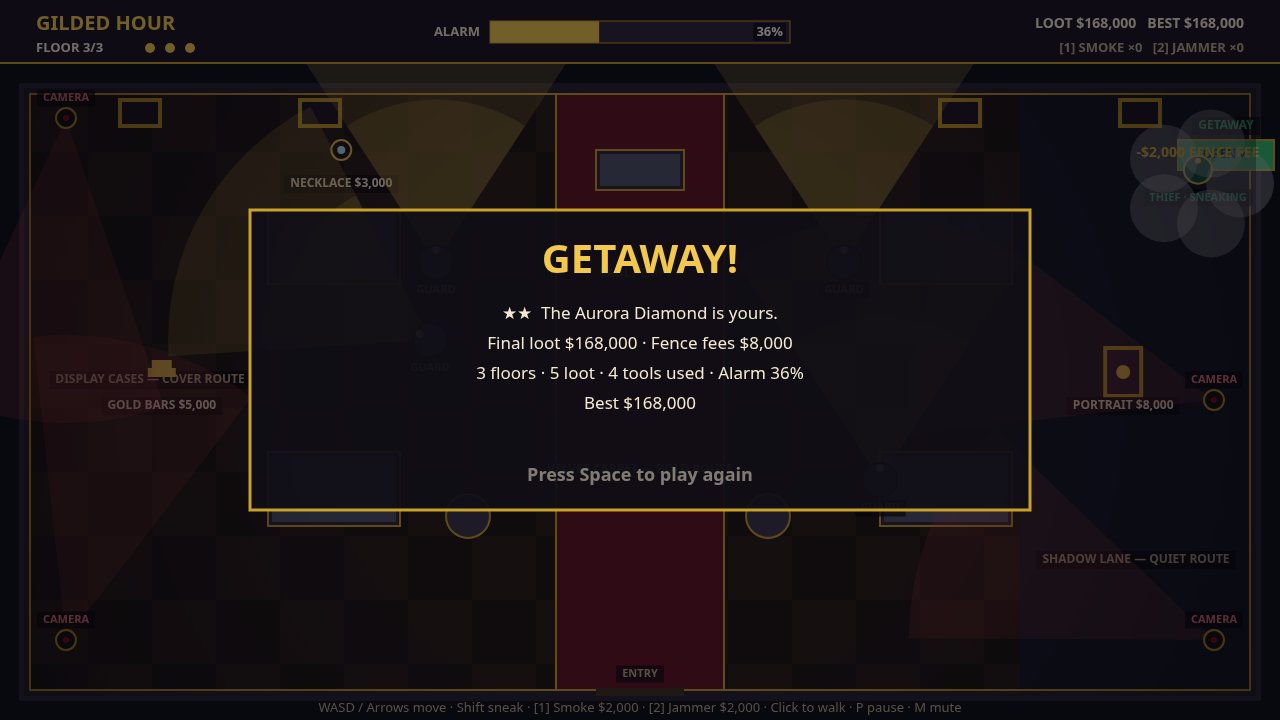 GILDED HOUR
FLOOR 3/3
ALARM
36%
LOOT $168,000 BEST $168,000
[1] SMOKE ×0 [2] JAMMER ×0
CAMERA
GETAWAY
-$2,000 FENCE FEE
NECKLACE $3,000
THIEF · SNEAKING
GETAWAY!
GUARD
GUARD
★★ The Aurora Diamond is yours.
Final loot $168,000 · Fence fees $8,000
GUARD
3 floors · 5 loot · 4 tools used · Alarm 36%
DISPLAY CASES — COVER ROUTE
CAMERA
GOLD BARS $5,000
Best $168,000
PORTRAIT $8,000
Press Space to play again
SHADOW LANE — QUIET ROUTE
CAMERA
CAMERA
ENTRY
WASD / Arrows move · Shift sneak · [1] Smoke $2,000 · [2] Jammer $2,000 · Click to walk · P pause · M mute